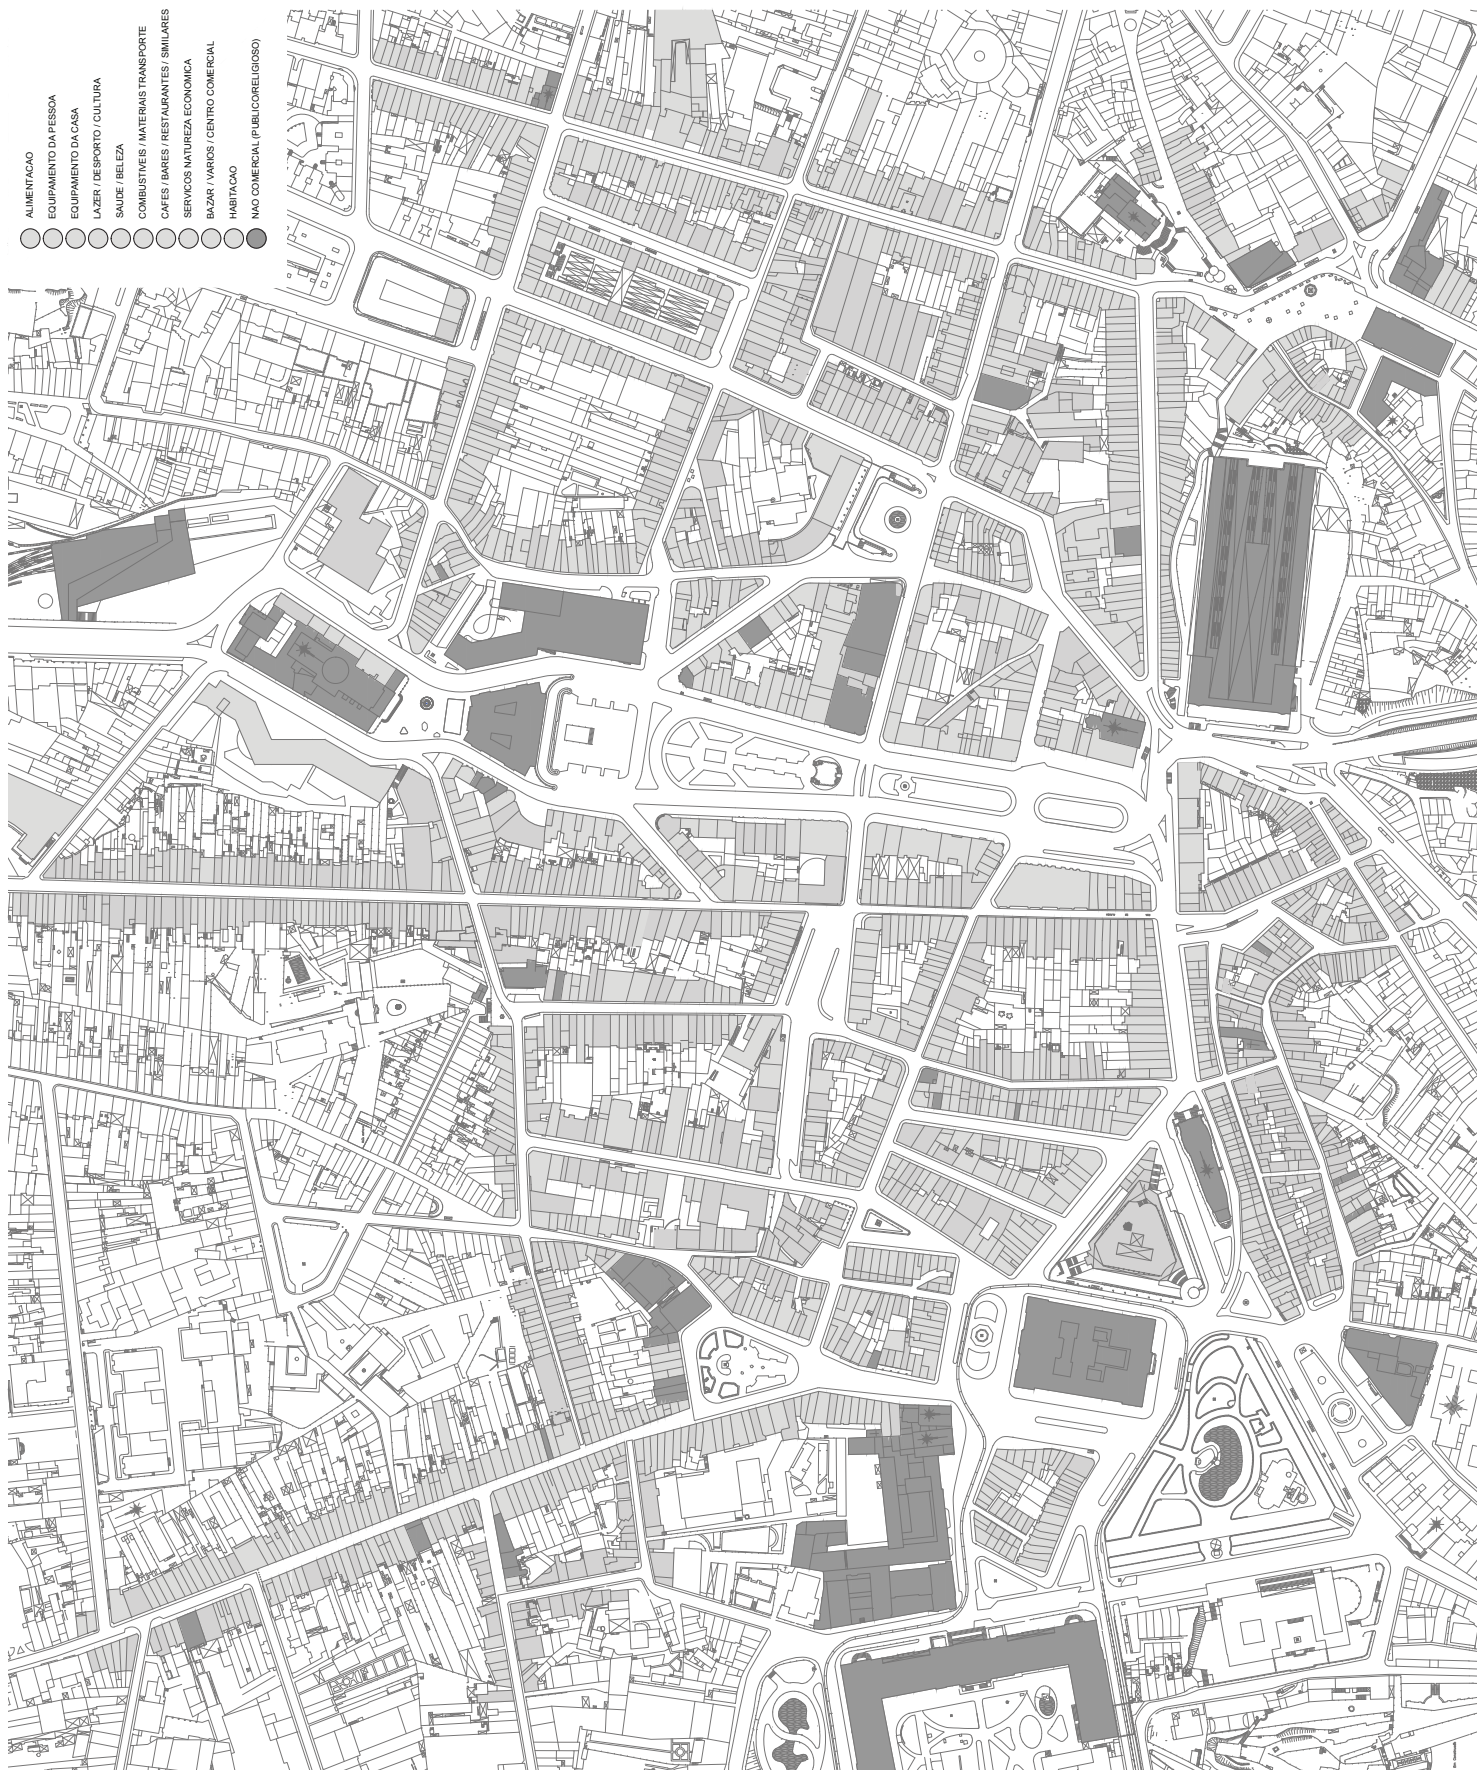 ALIMENTACAO
EQUIPAMENTO DA PESSOA
EQUIPAMENTO DA CASA
LAZER / DESPORTO / CULTURA
SAUDE / BELEZA
COMBUSTIVEIS / MATERIAIS TRANSPORTE
CAFES / BARES / RESTAURANTES / SIMILARES
SERVICOS NATUREZA ECONOMICA
BAZAR / VARIOS / CENTRO COMERCIAL
HABITACAO
NAO COMERCIAL (PUBLICO/RELIGIOSO)